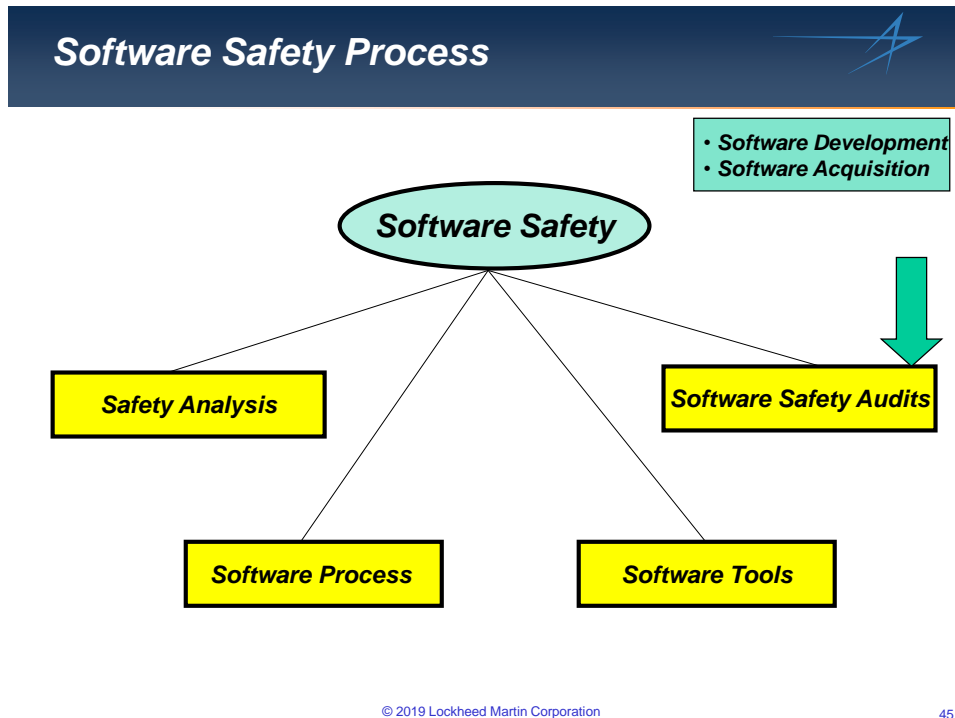 Software Safety Process
• Software Development
• Software Acquisition
Software Safety
Safety Analysis
Software Safety Audits
Software Process
Software Tools
© 2019 Lockheed Martin Corporation
45